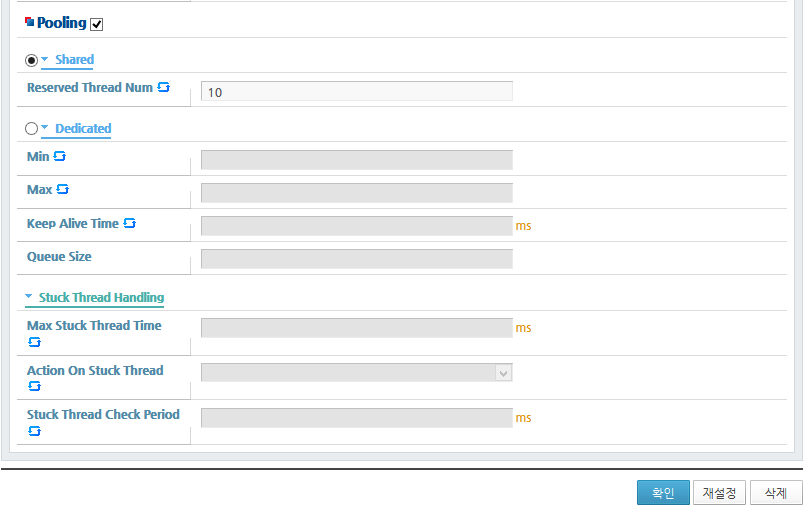 Pooling
Shared
Reserved Thread Num
10
Dedicated
Min
Max
Keep Alive Time ms
Queue Size
Stuck Thread Handling
Max Stuck Thread Time ms
Action On Stuck Thread
Stuck Thread Check Period ms
확인 재설정 삭제